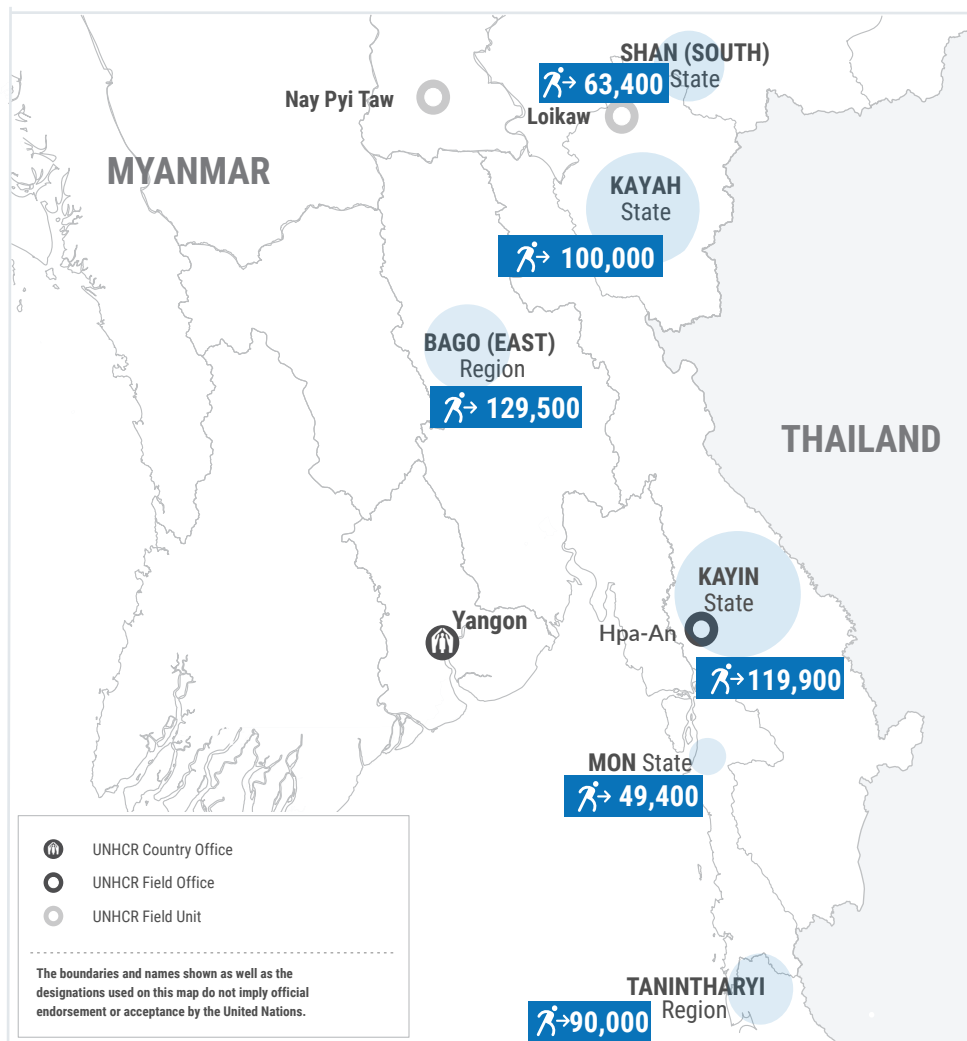 SHAN (SOUTH)
State
63,400
Nay Pyi Taw
Loikaw
MYANMAR
KAYAH
State
100,000
BAGO (EAST)
Region
129,500
THAILAND
KAYIN
State
Yangon
Hpa-An
119,900
MON State
49,400
UNHCR Country Office
UNHCR Field Office
UNHCR Field Unit
The boundaries and names shown as well as the
designations used on this map do not imply official
endorsement or acceptance by the United Nations.
TANINTHARYI
Region
90,000